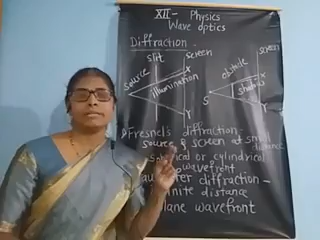 XII - Physics
Wave optics
Diffraction
slit screen
source illumination X Y
S obstacle shadow X Y screen
Fresnel's diffraction
source & screen at small
distance
spherical or cylindrical
wavefront
diffraction -
distance
plane wavefront